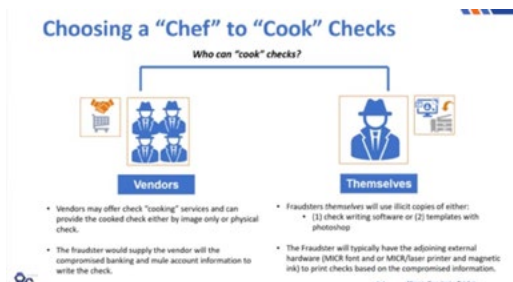 Choosing a “Chef” to “Cook” Checks
Who can “cook” checks?
Vendors
Themselves
• Vendors may offer check “cooking” services and can
provide the cooked check either by image only or physical
check.
• The fraudster would supply the vendor will the
compromised banking and mule account information to
write the check.
• Fraudsters themselves will use illicit copies of either:
• (1) check writing software or (2) templates with
photoshop
• The Fraudster will typically have the adjoining external
hardware (MICR font and or MICR/laser printer and magnetic
ink) to print checks based on the compromised information.